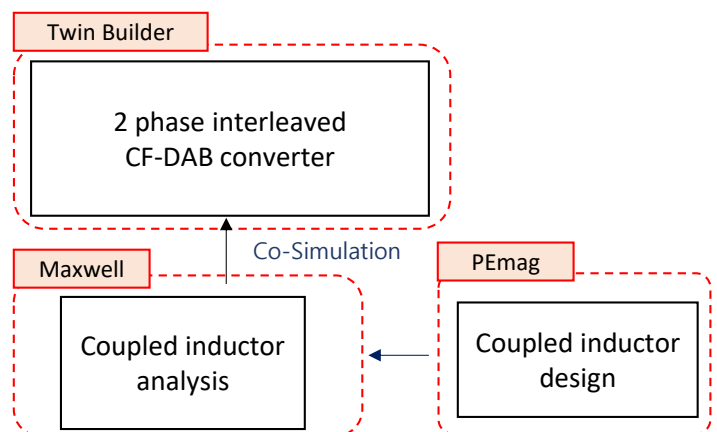 Twin Builder
2 phase interleaved
CF-DAB converter
Co-Simulation
Maxwell
PEmag
Coupled inductor
analysis
Coupled inductor
design